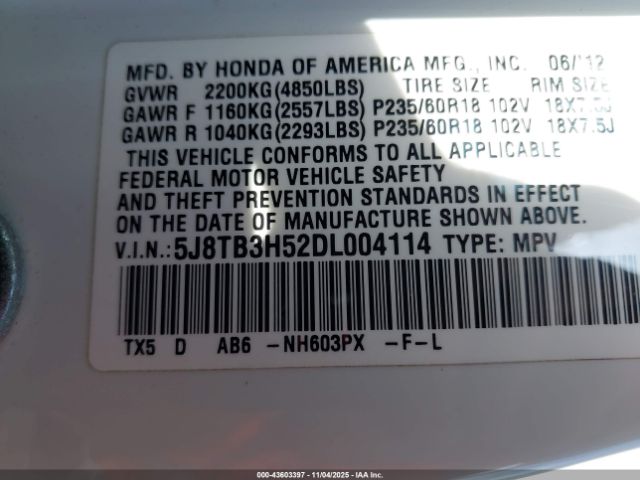 MFD. BY HONDA OF AMERICA MFG., INC. 06/'12
GVWR 2200KG(4850LBS) TIRE SIZE RIM SIZE
GAWR F 1160KG(2557LBS) P235/60R18 102V 18X7.5J
GAWR R 1040KG(2293LBS) P235/60R18 102V 18X7.5J
THIS VEHICLE CONFORMS TO ALL APPLICABLE
FEDERAL MOTOR VEHICLE SAFETY
AND THEFT PREVENTION STANDARDS IN EFFECT
ON THE DATE OF MANUFACTURE SHOWN ABOVE.
V.I.N.:5J8TB3H52DL004114 TYPE: MPV
TX5 D AB6 -NH603PX -F-L
000-43603397 - 11/04/2025 - IAA Inc.